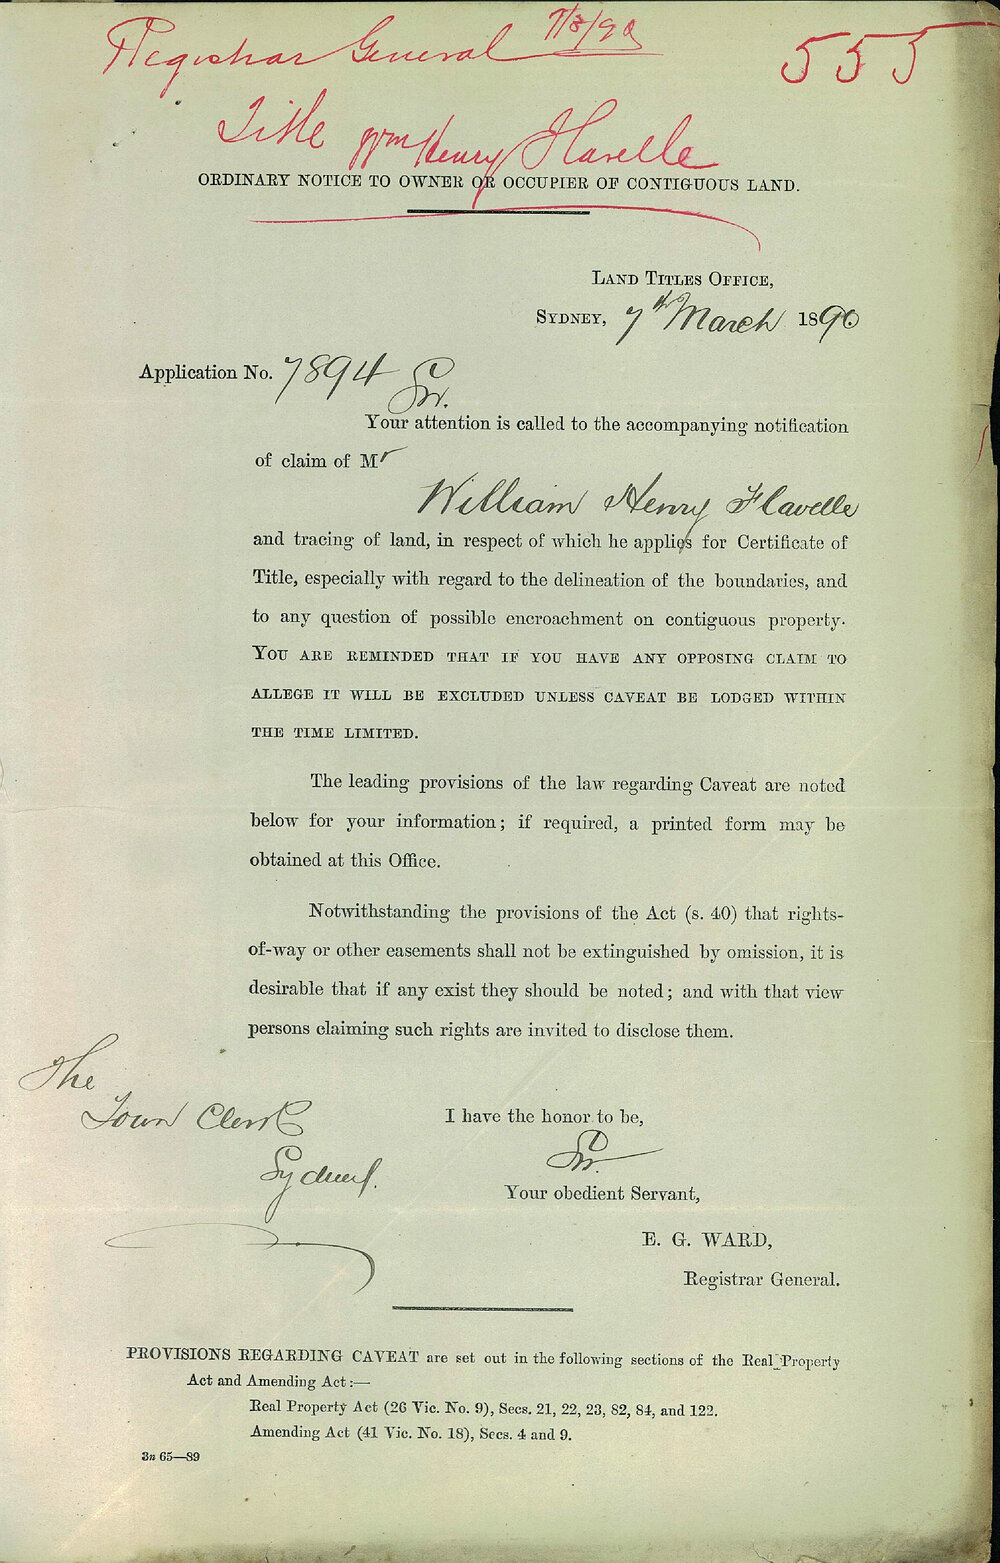 Registrar General 7/3/90
555
Title Wm Henry Flavelle
ORDINARY NOTICE TO OWNER OR OCCUPIER OF CONTIGUOUS LAND.
LAND TITLES OFFICE,
SYDNEY, 7th March 1890
Application No. 7894
Sir.
Your attention is called to the accompanying notification
of claim of Mr
William Henry Flavelle
and tracing of land, in respect of which he applies for Certificate of
Title, especially with regard to the delineation of the boundaries, and
to any question of possible encroachment on contiguous property.
YOU ARE REMINDED THAT IF YOU HAVE ANY OPPOSING CLAIM TO
ALLEGE IT WILL BE EXCLUDED UNLESS CAVEAT BE LODGED WITHIN
THE TIME LIMITED.
The leading provisions of the law regarding Caveat are noted
below for your information; if required, a printed form may be
obtained at this Office.
Notwithstanding the provisions of the Act (s. 40) that rights-
of-way or other easements shall not be extinguished by omission, it is
desirable that if any exist they should be noted; and with that view
persons claiming such rights are invited to disclose them.
The
Town Clerk
Sydney.
I have the honor to be,
Sir.
Your obedient Servant,
E. G. WARD,
Registrar General.
PROVISIONS REGARDING CAVEAT are set out in the following sections of the Real Property
Act and Amending Act:—
Real Property Act (26 Vic. No. 9), Secs. 21, 22, 23, 82, 84, and 122.
Amending Act (41 Vic. No. 18), Secs. 4 and 9.
3n 65—89